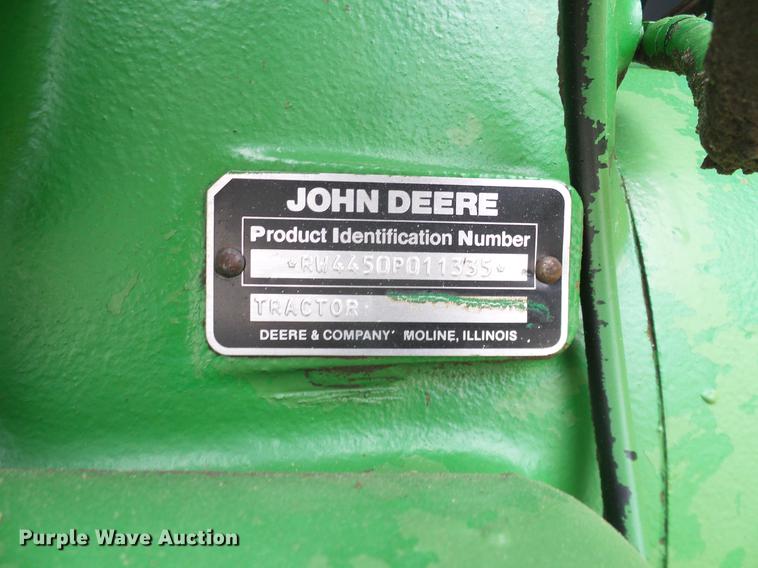 JOHN DEERE
Product Identification Number
*RW4450P011335*
TRACTOR
DEERE & COMPANY MOLINE, ILLINOIS
Purple Wave Auction